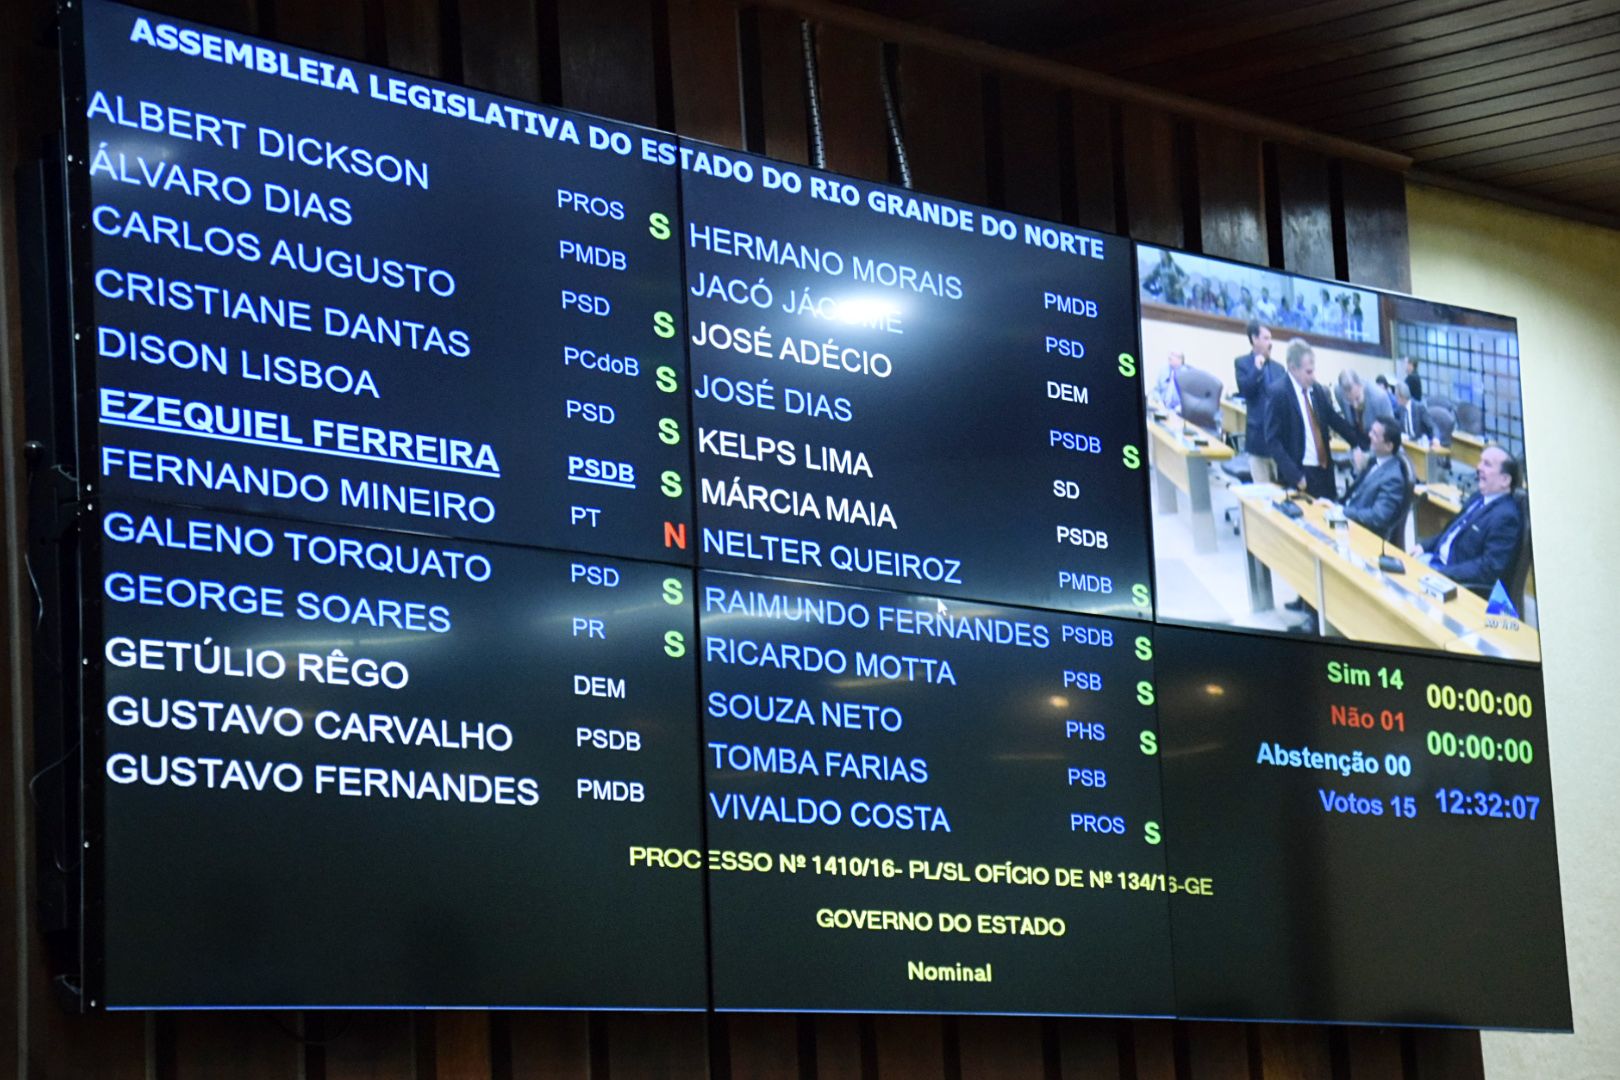 ASSEMBLEIA LEGISLATIVA DO ESTADO DO RIO GRANDE DO NORTE
ALBERT DICKSON PROS S
ÁLVARO DIAS PMDB
CARLOS AUGUSTO PSD S
CRISTIANE DANTAS PCdoB S
DISON LISBOA PSD S
EZEQUIEL FERREIRA PSDB S
FERNANDO MINEIRO PT N
GALENO TORQUATO PSD S
GEORGE SOARES PR S
GETÚLIO RÊGO DEM
GUSTAVO CARVALHO PSDB
GUSTAVO FERNANDES PMDB
HERMANO MORAIS PMDB
JACÓ JÁCOME PSD S
JOSÉ ADÉCIO DEM
JOSÉ DIAS PSDB S
KELPS LIMA SD
MÁRCIA MAIA PSDB
NELTER QUEIROZ PMDB S
RAIMUNDO FERNANDES PSDB S
RICARDO MOTTA PSB S
SOUZA NETO PHS S
TOMBA FARIAS PSB
VIVALDO COSTA PROS S
AO VIVO
Sim 14 00:00:00
Não 01 00:00:00
Abstenção 00
Votos 15 12:32:07
PROCESSO Nº 1410/16- PL/SL OFÍCIO DE Nº 134/16-GE
GOVERNO DO ESTADO
Nominal